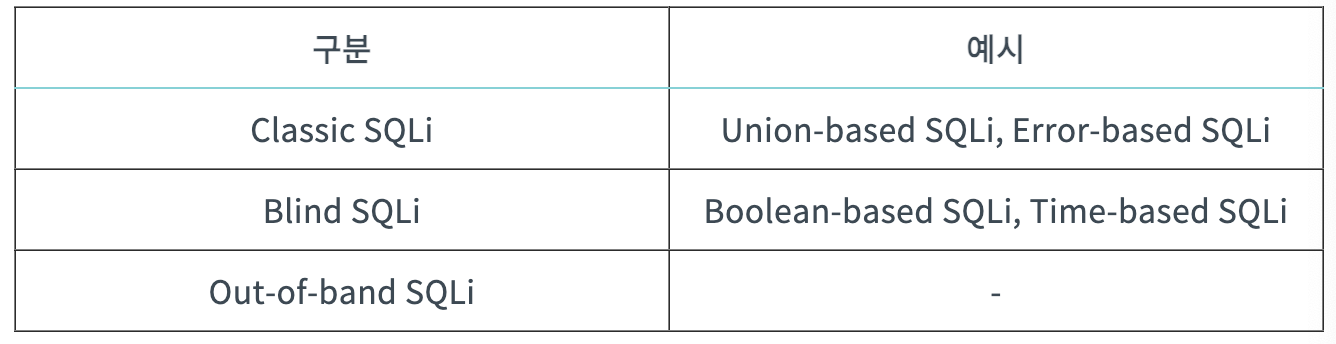 구분 예시
Classic SQLi Union-based SQLi, Error-based SQLi
Blind SQLi Boolean-based SQLi, Time-based SQLi
Out-of-band SQLi -